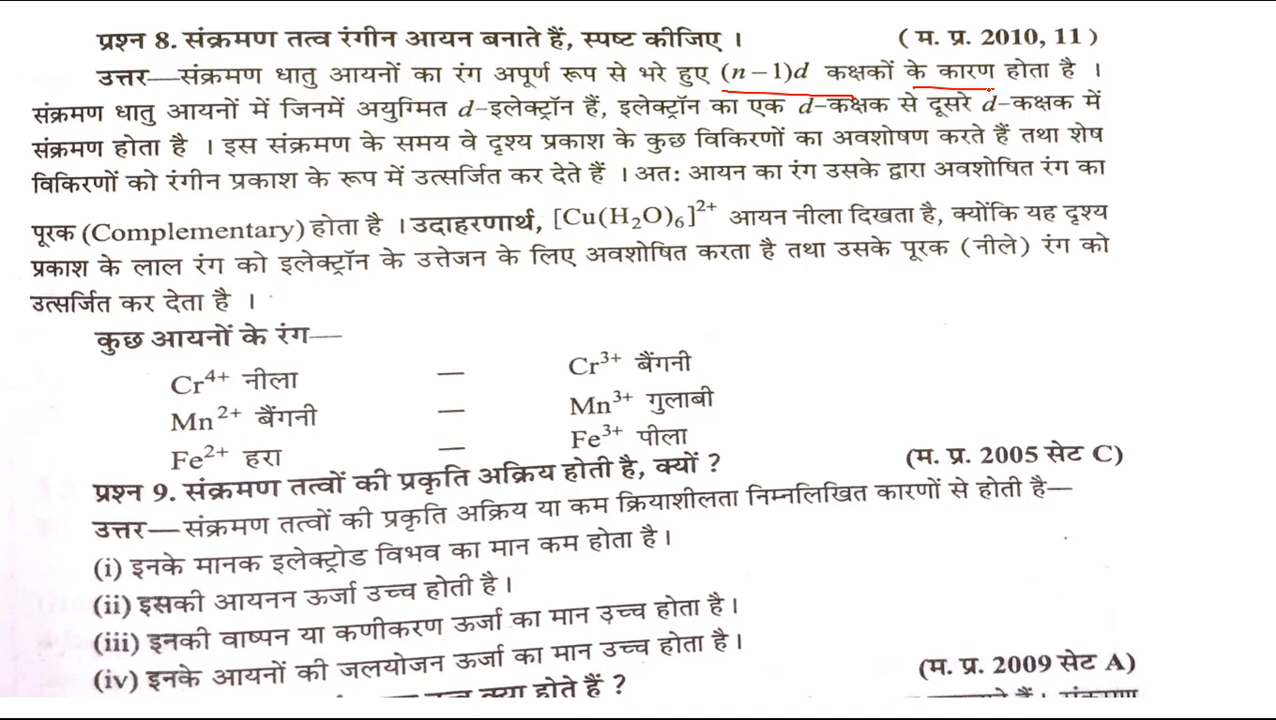 प्रश्न 8. संक्रमण तत्व रंगीन आयन बनाते हैं, स्पष्ट कीजिए । ( म. प्र. 2010, 11 )
उत्तर—संक्रमण धातु आयनों का रंग अपूर्ण रूप से भरे हुए (n – 1)d कक्षकों के कारण होता है ।
संक्रमण धातु आयनों में जिनमें अयुग्मित d-इलेक्ट्रॉन हैं, इलेक्ट्रॉन का एक d-कक्षक से दूसरे d-कक्षक में
संक्रमण होता है । इस संक्रमण के समय वे दृश्य प्रकाश के कुछ विकिरणों का अवशोषण करते हैं तथा शेष
विकिरणों को रंगीन प्रकाश के रूप में उत्सर्जित कर देते हैं । अतः आयन का रंग उसके द्वारा अवशोषित रंग का
पूरक (Complementary) होता है । उदाहरणार्थ, [Cu(H₂O)₆]²⁺ आयन नीला दिखता है, क्योंकि यह दृश्य
प्रकाश के लाल रंग को इलेक्ट्रॉन के उत्तेजन के लिए अवशोषित करता है तथा उसके पूरक (नीले) रंग को
उत्सर्जित कर देता है ।
कुछ आयनों के रंग—
Cr⁴⁺ नीला — Cr³⁺ बैंगनी
Mn²⁺ बैंगनी — Mn³⁺ गुलाबी
Fe²⁺ हरा — Fe³⁺ पीला
प्रश्न 9. संक्रमण तत्वों की प्रकृति अक्रिय होती है, क्यों ? (म. प्र. 2005 सेट C)
उत्तर—संक्रमण तत्वों की प्रकृति अक्रिय या कम क्रियाशीलता निम्नलिखित कारणों से होती है—
(i) इनके मानक इलेक्ट्रोड विभव का मान कम होता है।
(ii) इसकी आयनन ऊर्जा उच्च होती है।
(iii) इनकी वाष्पन या कणीकरण ऊर्जा का मान उच्च होता है।
(iv) इनके आयनों की जलयोजन ऊर्जा का मान उच्च होता है।
क्या होते हैं ? (म. प्र. 2009 सेट A)